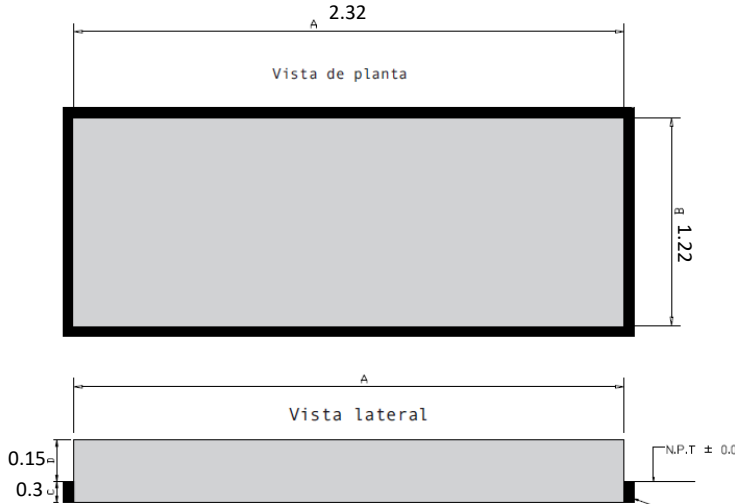 2.32
A
Vista de planta
B
1.22
A
Vista lateral
0.15 D
N.P.T ± 0.0
0.3 C